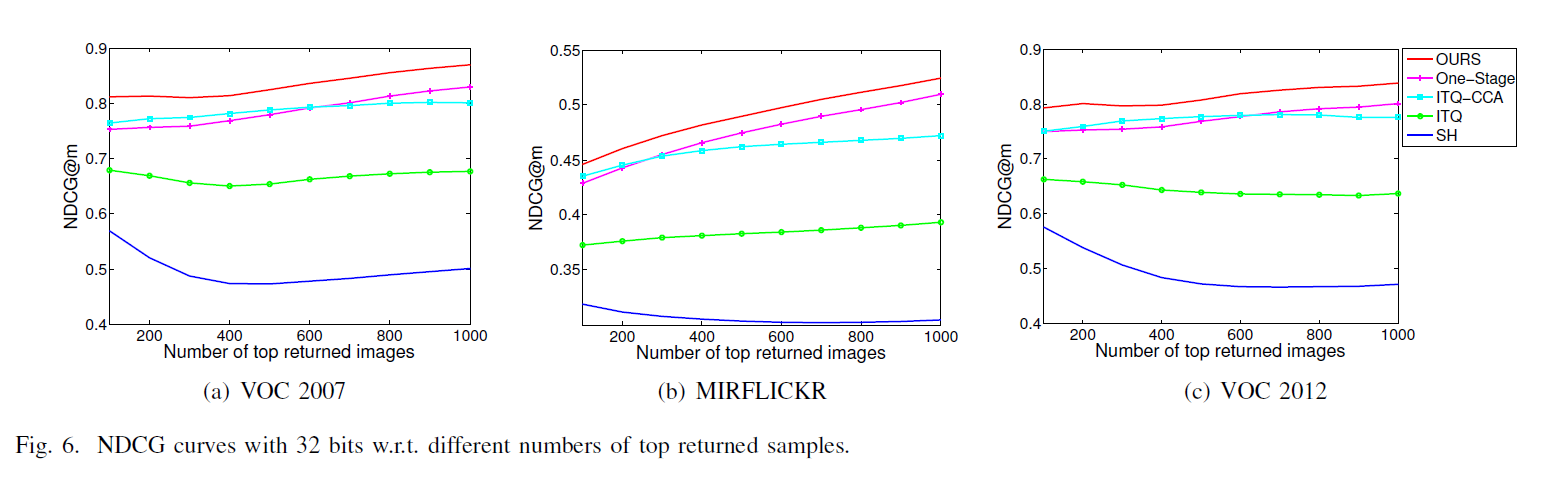 0.9
0.8
0.7
0.6
0.5
0.4
NDCG@m
200 400 600 800 1000
Number of top returned images
(a) VOC 2007
0.55
0.5
0.45
0.4
0.35
NDCG@m
200 400 600 800 1000
Number of top returned images
(b) MIRFLICKR
0.9
0.8
0.7
0.6
0.5
0.4
NDCG@m
200 400 600 800 1000
Number of top returned images
(c) VOC 2012
OURS
One-Stage
ITQ-CCA
ITQ
SH
Fig. 6. NDCG curves with 32 bits w.r.t. different numbers of top returned samples.